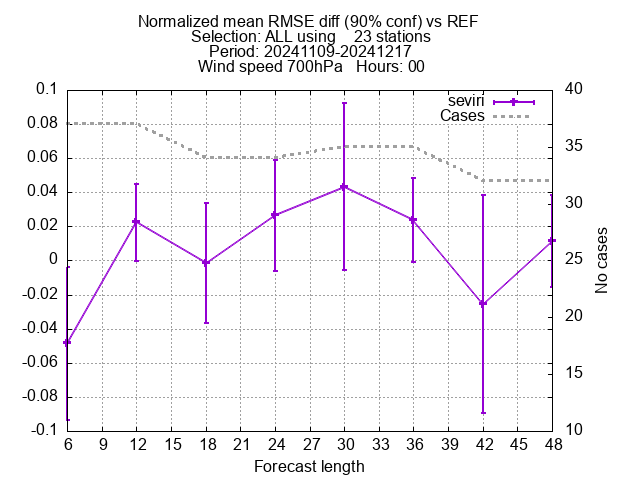 Normalized mean RMSE diff (90% conf) vs REF
Selection: ALL using    23 stations
Period: 20241109-20241217
Wind speed 700hPa   Hours: 00
seviri
Cases
0.1
0.08
0.06
0.04
0.02
0
-0.02
-0.04
-0.06
-0.08
-0.1
40
35
30
25
20
15
10
No cases
6 9 12 15 18 21 24 27 30 33 36 39 42 45 48
Forecast length